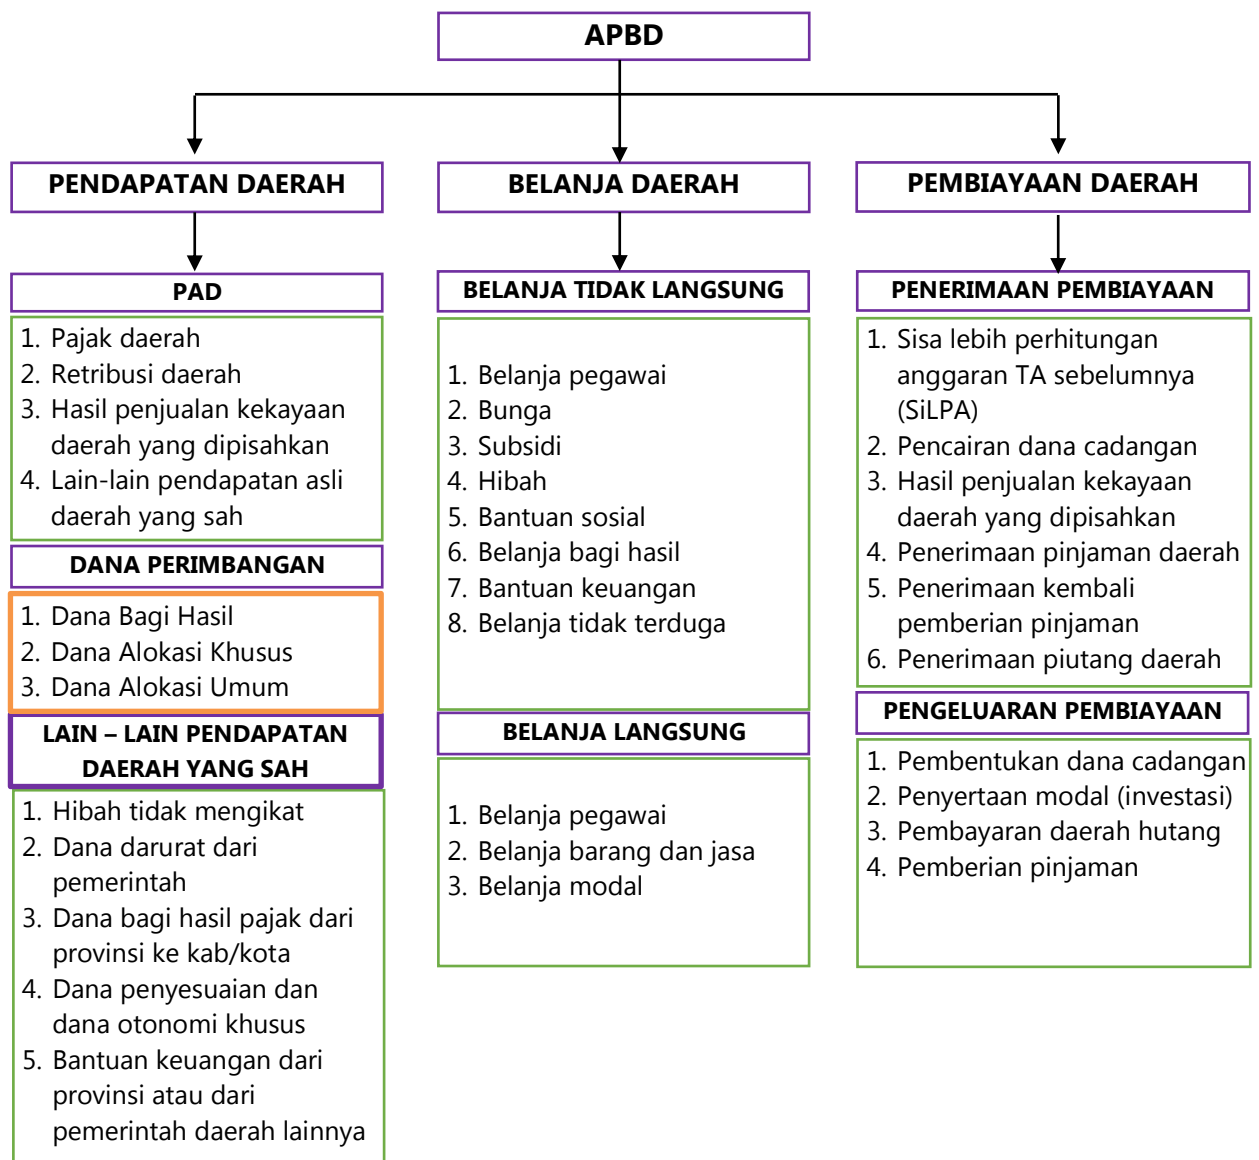 APBD
PENDAPATAN DAERAH
PAD
1. Pajak daerah
2. Retribusi daerah
3. Hasil penjualan kekayaan
daerah yang dipisahkan
4. Lain-lain pendapatan asli
daerah yang sah
DANA PERIMBANGAN
1. Dana Bagi Hasil
2. Dana Alokasi Khusus
3. Dana Alokasi Umum
LAIN – LAIN PENDAPATAN
DAERAH YANG SAH
1. Hibah tidak mengikat
2. Dana darurat dari
pemerintah
3. Dana bagi hasil pajak dari
provinsi ke kab/kota
4. Dana penyesuaian dan
dana otonomi khusus
5. Bantuan keuangan dari
provinsi atau dari
pemerintah daerah lainnya
BELANJA DAERAH
BELANJA TIDAK LANGSUNG
1. Belanja pegawai
2. Bunga
3. Subsidi
4. Hibah
5. Bantuan sosial
6. Belanja bagi hasil
7. Bantuan keuangan
8. Belanja tidak terduga
BELANJA LANGSUNG
1. Belanja pegawai
2. Belanja barang dan jasa
3. Belanja modal
PEMBIAYAAN DAERAH
PENERIMAAN PEMBIAYAAN
1. Sisa lebih perhitungan
anggaran TA sebelumnya
(SiLPA)
2. Pencairan dana cadangan
3. Hasil penjualan kekayaan
daerah yang dipisahkan
4. Penerimaan pinjaman daerah
5. Penerimaan kembali
pemberian pinjaman
6. Penerimaan piutang daerah
PENGELUARAN PEMBIAYAAN
1. Pembentukan dana cadangan
2. Penyertaan modal (investasi)
3. Pembayaran daerah hutang
4. Pemberian pinjaman